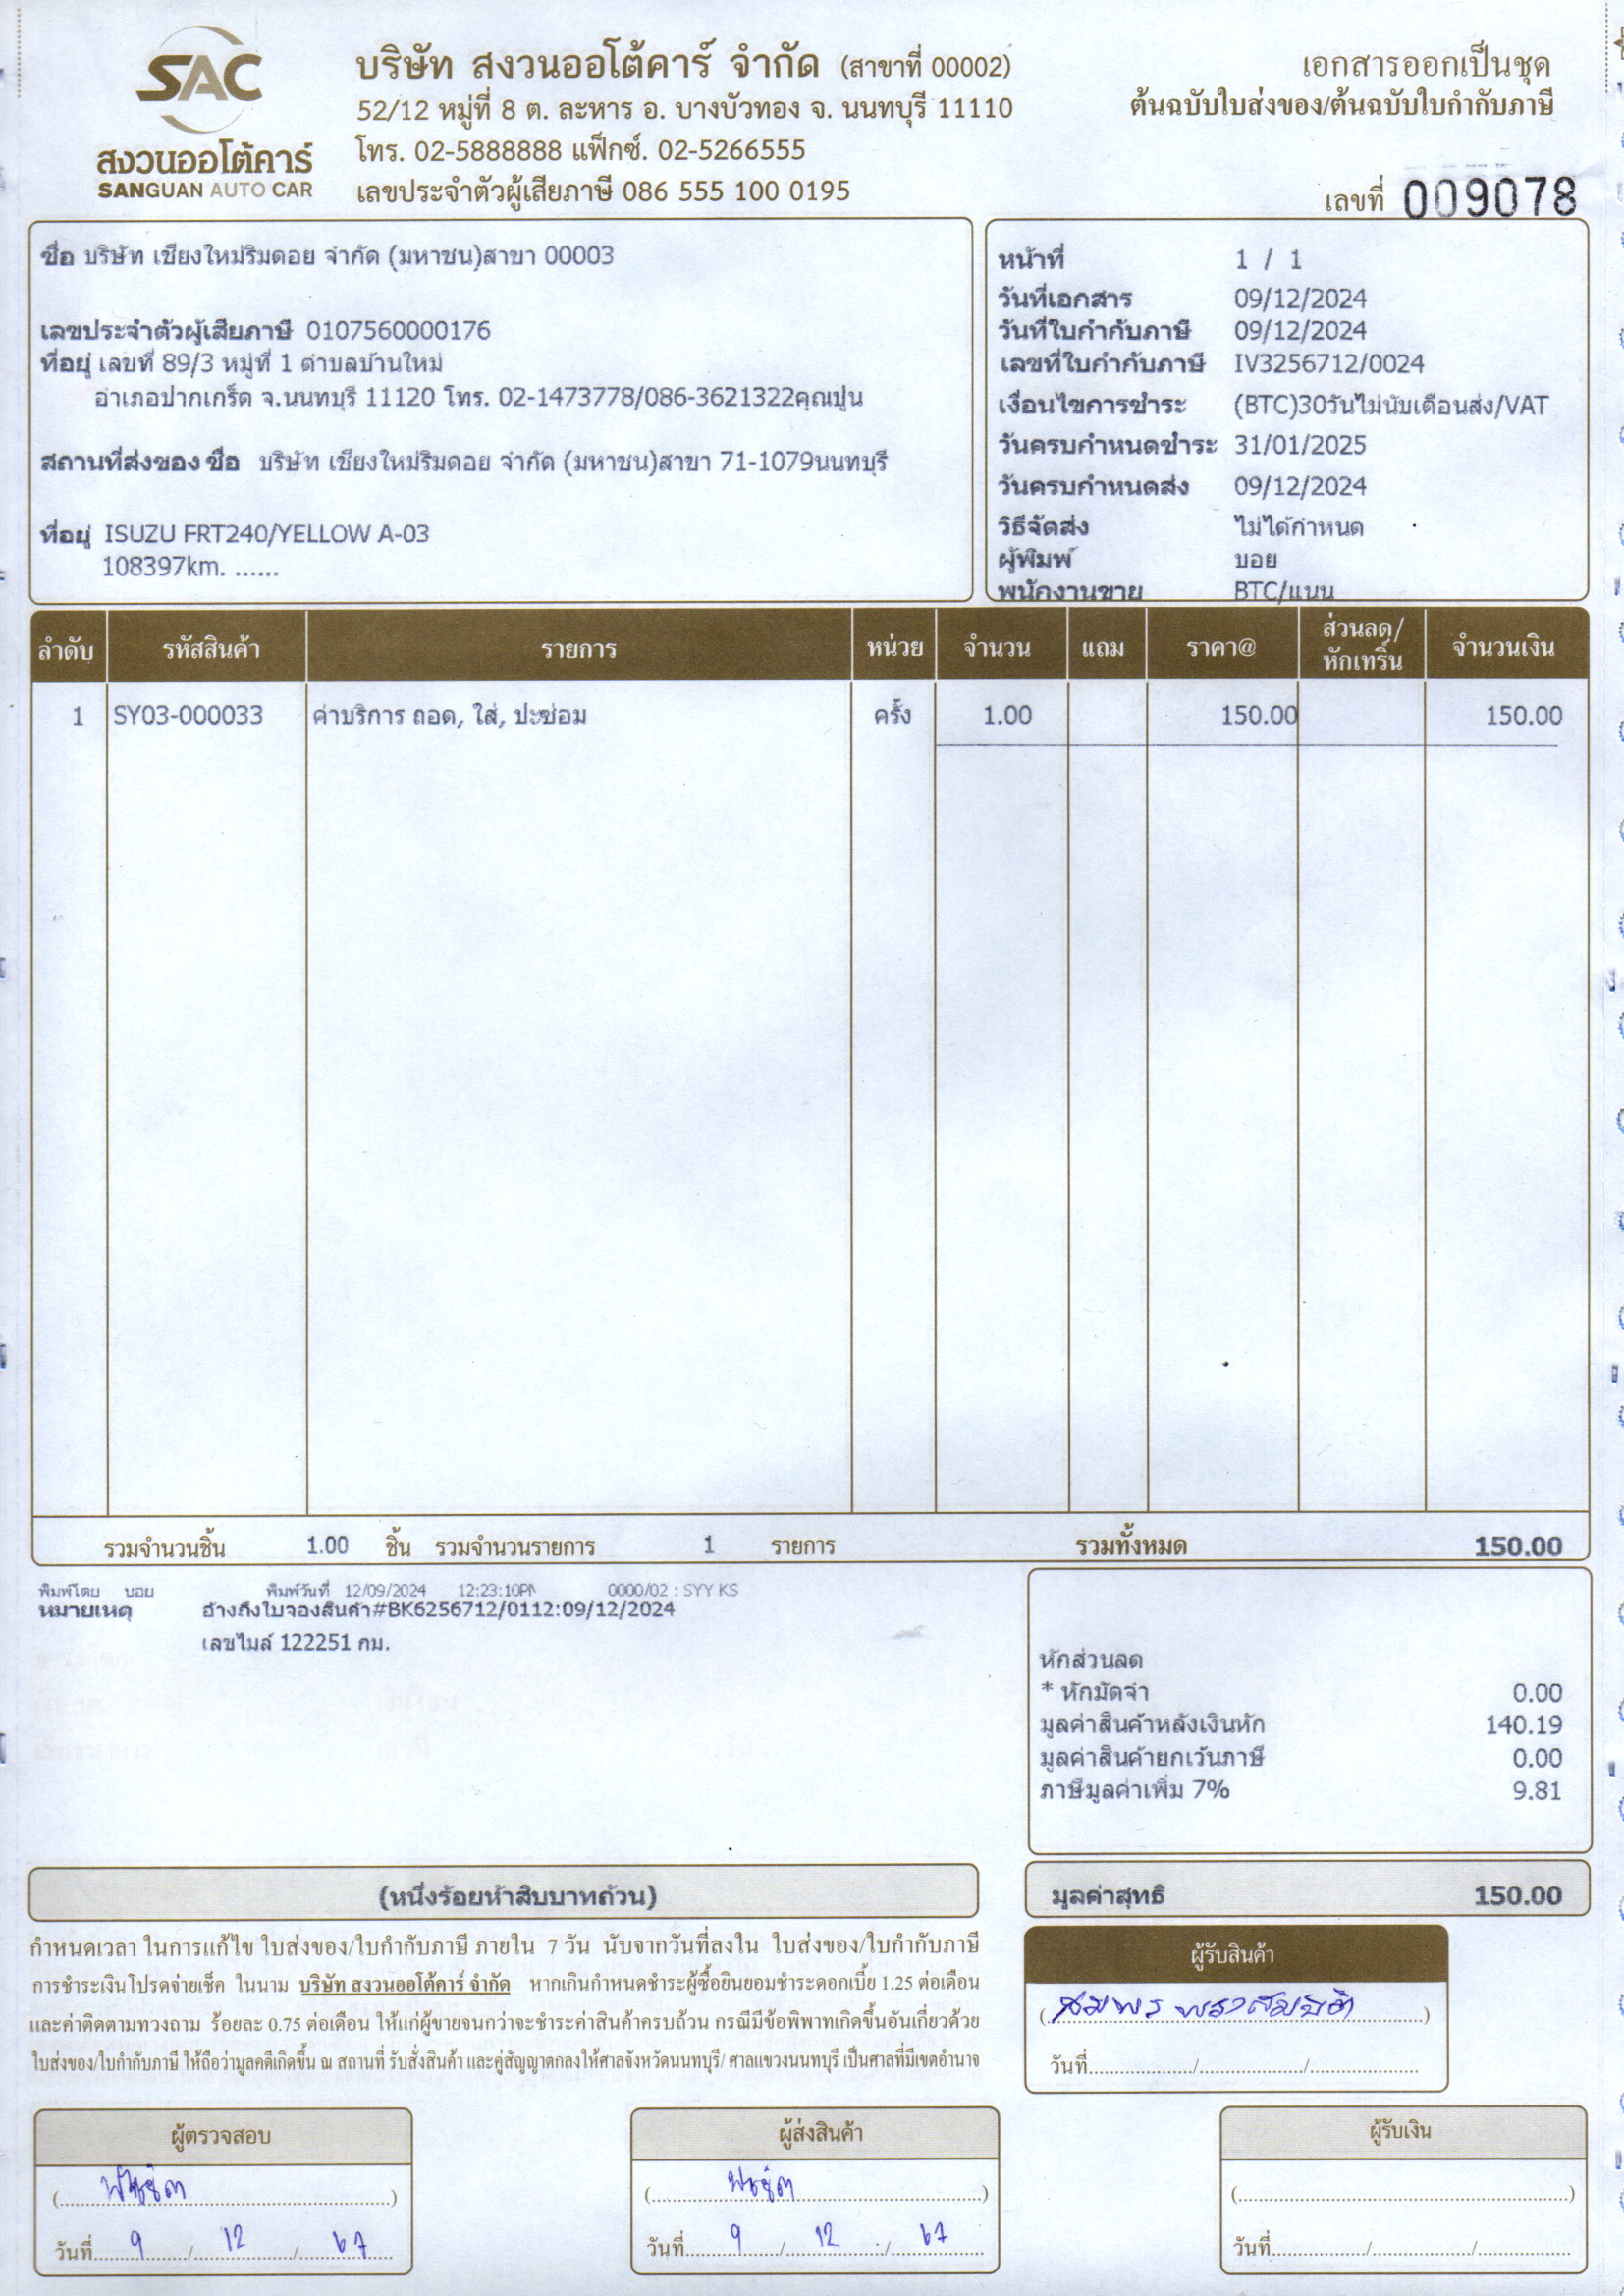 SAC
สงวนออโต้คาร์
SANGUAN AUTO CAR
บริษัท สงวนออโต้คาร์ จำกัด (สาขาที่ 00002)
52/12 หมู่ที่ 8 ต. ละหาร อ. บางบัวทอง จ. นนทบุรี 11110
โทร. 02-5888888 แฟ็กซ์. 02-5266555
เลขประจำตัวผู้เสียภาษี 086 555 100 0195
เอกสารออกเป็นชุด
ต้นฉบับใบส่งของ/ต้นฉบับใบกำกับภาษี
เลขที่ 009078
ชื่อ บริษัท เชียงใหม่ริมดอย จำกัด (มหาชน)สาขา 00003
เลขประจำตัวผู้เสียภาษี 0107560000176
ที่อยู่ เลขที่ 89/3 หมู่ที่ 1 ตำบลบ้านใหม่
อำเภอปากเกร็ด จ.นนทบุรี 11120 โทร. 02-1473778/086-3621322คุณปูน
สถานที่ส่งของ ชื่อ บริษัท เชียงใหม่ริมดอย จำกัด (มหาชน)สาขา 71-1079นนทบุรี
ที่อยู่ ISUZU FRT240/YELLOW A-03
108397km. ......
หน้าที่ 1 / 1
วันที่เอกสาร 09/12/2024
วันที่ใบกำกับภาษี 09/12/2024
เลขที่ใบกำกับภาษี IV3256712/0024
เงื่อนไขการชำระ (BTC)30วันไม่นับเดือนส่ง/VAT
วันครบกำหนดชำระ 31/01/2025
วันครบกำหนดส่ง 09/12/2024
วิธีจัดส่ง ไม่ได้กำหนด
ผู้พิมพ์ บอย
พนักงานขาย BTC/แนน
ลำดับ รหัสสินค้า รายการ หน่วย จำนวน แถม ราคา@ ส่วนลด/หักเทริ์น จำนวนเงิน
1 SY03-000033 ค่าบริการ ถอด, ใส่, ปะซ่อม ครั้ง 1.00 150.00 150.00
รวมจำนวนชิ้น 1.00 ชิ้น รวมจำนวนรายการ 1 รายการ รวมทั้งหมด 150.00
พิมพ์โดย บอย พิมพ์วันที่ 12/09/2024 12:23:10PM 0000/02 : SYY KS
หมายเหตุ อ้างถึงใบจองสินค้า#BK6256712/0112:09/12/2024
เลขไมล์ 122251 กม.
หักส่วนลด
* หักมัดจำ 0.00
มูลค่าสินค้าหลังเงินหัก 140.19
มูลค่าสินค้ายกเว้นภาษี 0.00
ภาษีมูลค่าเพิ่ม 7% 9.81
(หนึ่งร้อยห้าสิบบาทถ้วน)
มูลค่าสุทธิ 150.00
กำหนดเวลา ในการแก้ไข ใบส่งของ/ใบกำกับภาษี ภายใน 7 วัน นับจากวันที่ลงใน ใบส่งของ/ใบกำกับภาษี
การชำระเงินโปรดจ่ายเช็ค ในนาม บริษัท สงวนออโต้คาร์ จำกัด หากเกินกำหนดชำระผู้ซื้อยินยอมชำระดอกเบี้ย 1.25 ต่อเดือน
และค่าติดตามทวงถาม ร้อยละ 0.75 ต่อเดือน ให้แก่ผู้ขายจนกว่าจะชำระค่าสินค้าครบถ้วน กรณีมีข้อพิพาทเกิดขึ้นอันเกี่ยวด้วย
ใบส่งของ/ใบกำกับภาษี ให้ถือว่ามูลคดีเกิดขึ้น ณ สถานที่ รับสั่งสินค้า และคู่สัญญาตกลงให้ศาลจังหวัดนนทบุรี/ ศาลแขวงนนทบุรี เป็นศาลที่มีเขตอำนาจ
ผู้รับสินค้า
วันที่
ผู้ตรวจสอบ
วันที่ 9 / 12 / 67
ผู้ส่งสินค้า
วันที่ 9 / 12 / 67
ผู้รับเงิน
วันที่